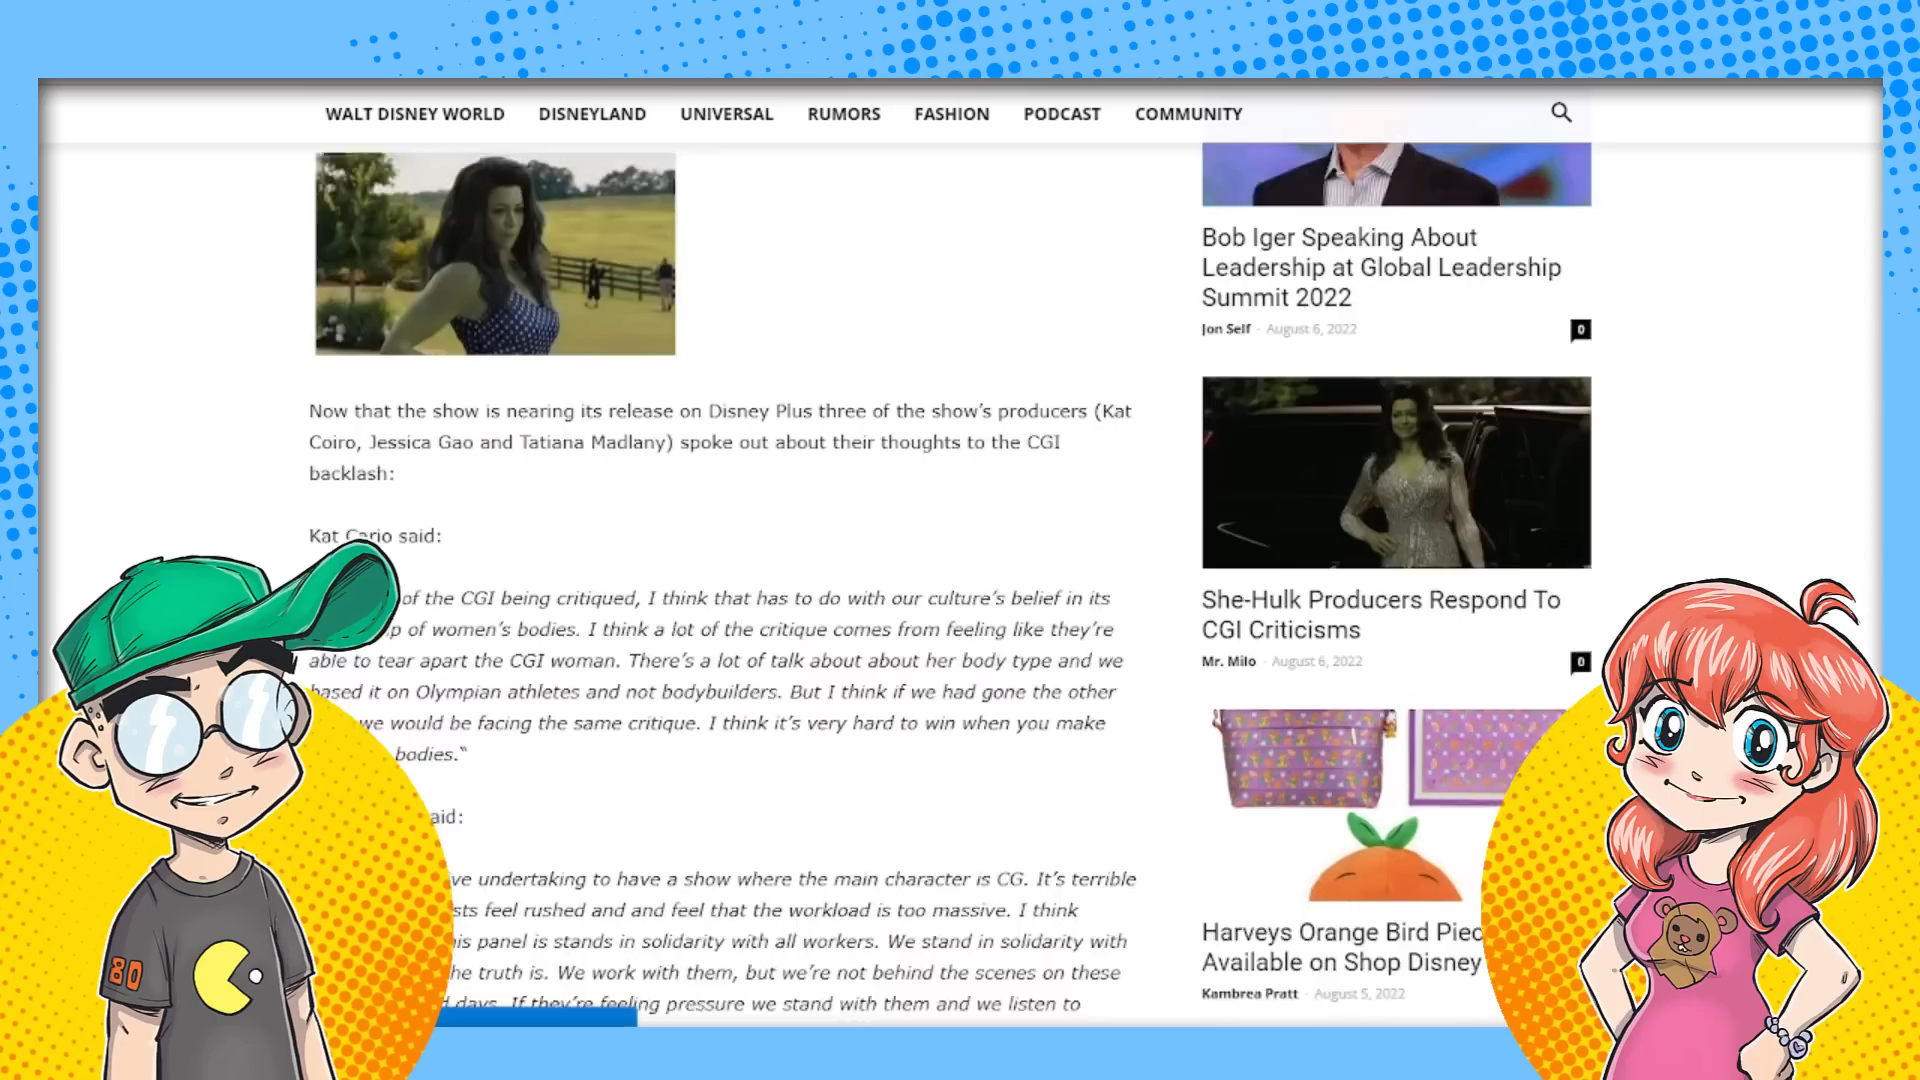 WALT DISNEY WORLD DISNEYLAND UNIVERSAL RUMORS FASHION PODCAST COMMUNITY
Now that the show is nearing its release on Disney Plus three of the show's producers (Kat
Coiro, Jessica Gao and Tatiana Madlany) spoke out about their thoughts to the CGI
backlash:
Kat Cario said:
of the CGI being critiqued, I think that has to do with our culture's belief in its
of women's bodies. I think a lot of the critique comes from feeling like they're
able to tear apart the CGI woman. There's a lot of talk about about her body type and we
based it on Olympian athletes and not bodybuilders. But I think if we had gone the other
we would be facing the same critique. I think it's very hard to win when you make
bodies."
aid:
ve undertaking to have a show where the main character is CG. It's terrible
sts feel rushed and and feel that the workload is too massive. I think
is panel is stands in solidarity with all workers. We stand in solidarity with
he truth is. We work with them, but we're not behind the scenes on these
days. If they're feeling pressure we stand with them and we listen to
Bob Iger Speaking About
Leadership at Global Leadership
Summit 2022
Jon Self - August 6, 2022
0
She-Hulk Producers Respond To
CGI Criticisms
Mr. Milo - August 6, 2022
0
Harveys Orange Bird Piec
Available on Shop Disney
Kambrea Pratt - August 5, 2022
80